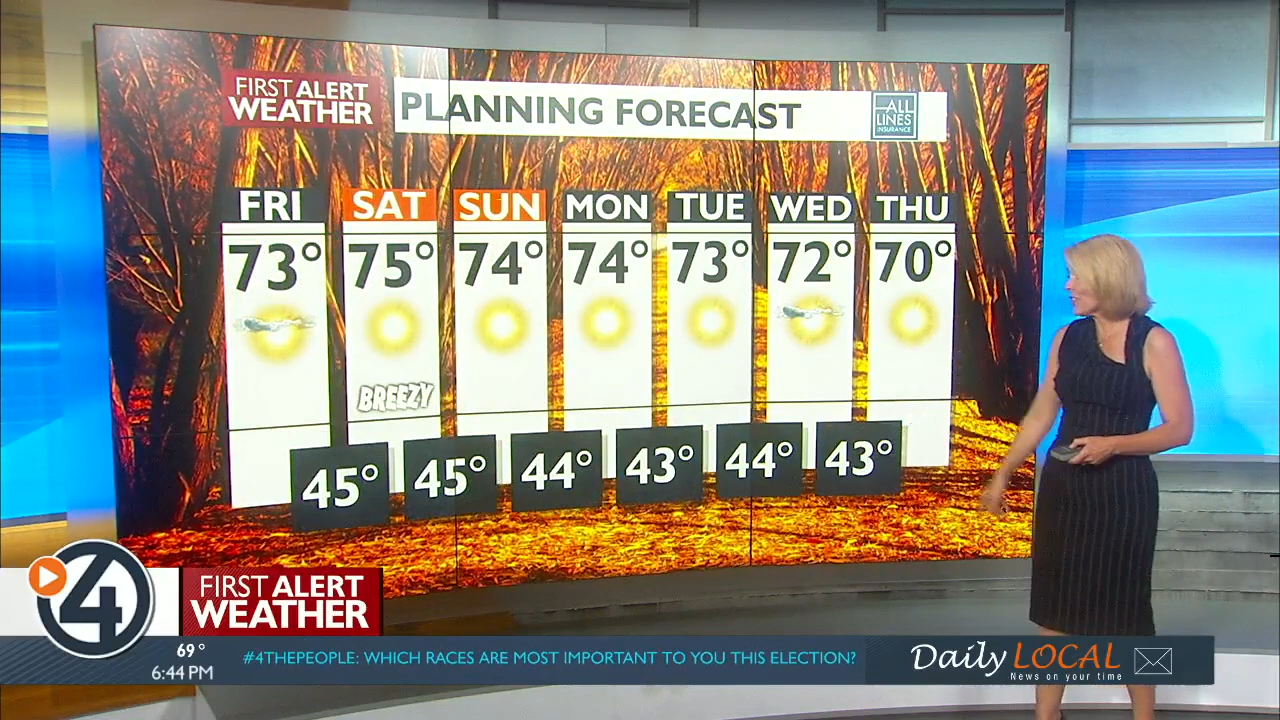 FIRST ALERT
WEATHER
PLANNING FORECAST
ALL
LINES
INSURANCE
FRI SAT SUN MON TUE WED THU
73° 75° 74° 74° 73° 72° 70°
BREEZY
45° 45° 44° 43° 44° 43°
4
FIRST ALERT
WEATHER
69°
6:44 PM
#4THEPEOPLE: WHICH RACES ARE MOST IMPORTANT TO YOU THIS ELECTION?
Daily LOCAL
News on your time